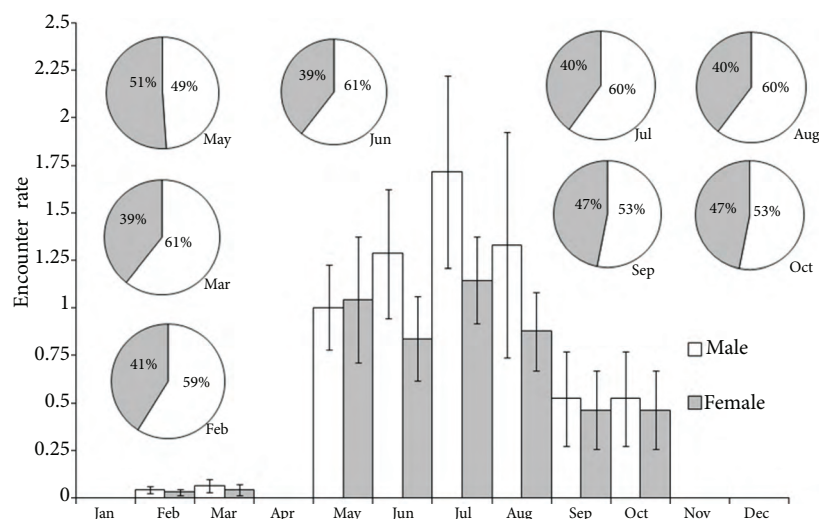 2.5
2.25
2
1.75
1.5
1.25
1
0.75
0.5
0.25
0
Encounter rate
51%
49%
May
39%
61%
Jun
40%
60%
Jul
40%
60%
Aug
39%
61%
Mar
47%
53%
Sep
47%
53%
Oct
41%
59%
Feb
Male
Female
Jan Feb Mar Apr May Jun Jul Aug Sep Oct Nov Dec